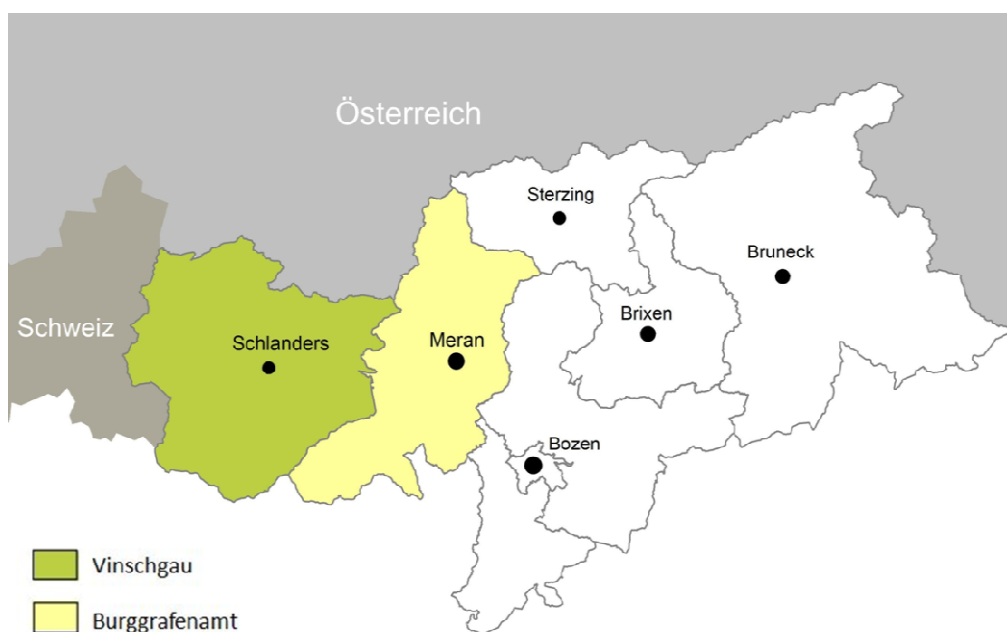 Österreich
Sterzing
Bruneck
Brixen
Schweiz
Schlanders
Meran
Bozen
Vinschgau
Burggrafenamt